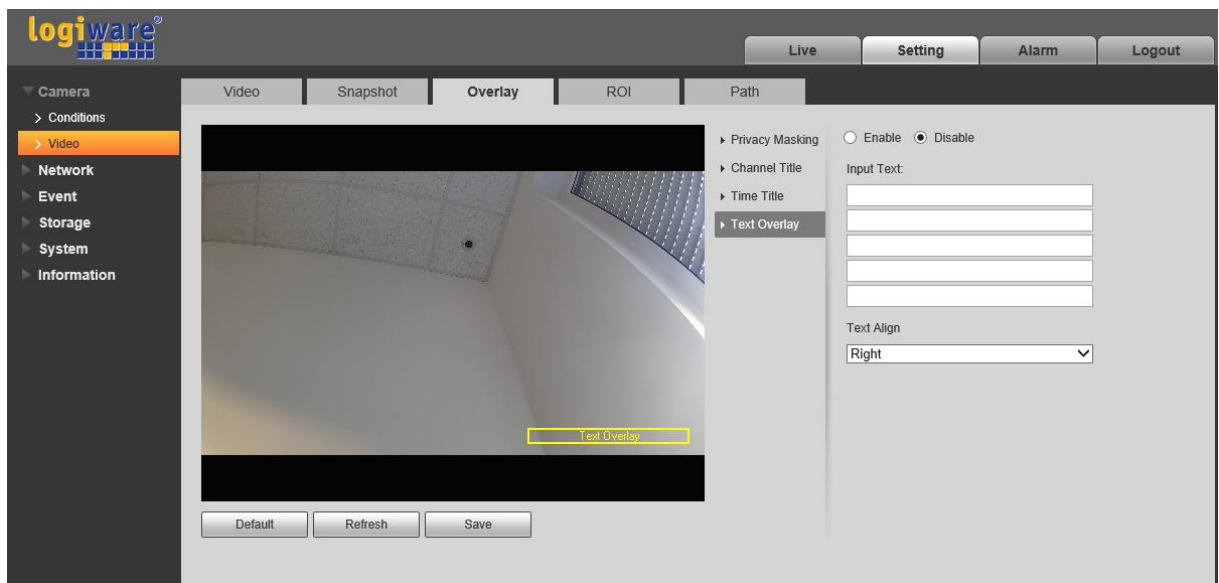 logiware®
Live Setting Alarm Logout
Camera
Conditions
Video
Network
Event
Storage
System
Information
Video Snapshot Overlay ROI Path
Text Overlay
Default Refresh Save
Privacy Masking
Channel Title
Time Title
Text Overlay
Enable Disable
Input Text:
Text Align
Right